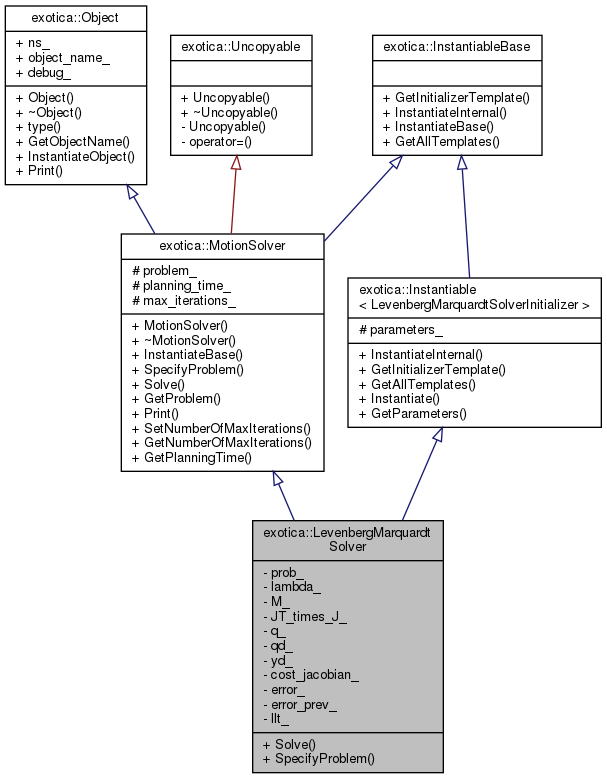 exotica::Object
+ ns_
+ object_name_
+ debug_
+ Object()
+ ~Object()
+ type()
+ GetObjectName()
+ InstantiateObject()
+ Print()
exotica::Uncopyable
+ Uncopyable()
+ ~Uncopyable()
- Uncopyable()
- operator=()
exotica::InstantiableBase
+ GetInitializerTemplate()
+ InstantiateInternal()
+ InstantiateBase()
+ GetAllTemplates()
exotica::MotionSolver
# problem_
# planning_time_
# max_iterations_
+ MotionSolver()
+ ~MotionSolver()
+ InstantiateBase()
+ SpecifyProblem()
+ Solve()
+ GetProblem()
+ Print()
+ SetNumberOfMaxIterations()
+ GetNumberOfMaxIterations()
+ GetPlanningTime()
exotica::Instantiable
< LevenbergMarquardtSolverInitializer >
# parameters_
+ InstantiateInternal()
+ GetInitializerTemplate()
+ GetAllTemplates()
+ Instantiate()
+ GetParameters()
exotica::LevenbergMarquardt
Solver
- prob_
- lambda_
- M_
- JT_times_J_
- q_
- qd_
- yd_
- cost_jacobian_
- error_
- error_prev_
- llt_
+ Solve()
+ SpecifyProblem()